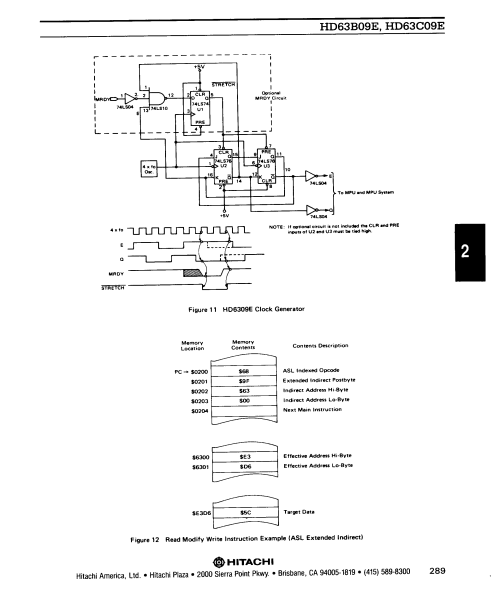 HD63B09E, HD63C09E
+5V
STRETCH
Optional
MRDY Circuit
MRDY
74LS04
74LS10
CLR
74LS74
U1
PRE
E
4 x fo
Osc.
CLR
74LS76
U2
PRE
+5V
PRE
74LS76
U3
CLR
74LS04
74LS04
E
Q
To MPU and MPU System
NOTE: If optional circuit is not included the CLR and PRE
inputs of U2 and U3 must be tied high.
4 x fo
E
Q
MRDY
STRETCH
2
Figure 11 HD6309E Clock Generator
Memory Location Memory Contents Contents Description
PC → $0200 $68 ASL Indexed Opcode
$0201 $9F Extended Indirect Postbyte
$0202 $63 Indirect Address Hi-Byte
$0203 $00 Indirect Address Lo-Byte
$0204 Next Main Instruction
$6300 $E3 Effective Address Hi-Byte
$6301 $D6 Effective Address Lo-Byte
$E3D6 $5C Target Data
Figure 12 Read Modify Write Instruction Example (ASL Extended Indirect)
HITACHI
Hitachi America, Ltd. • Hitachi Plaza • 2000 Sierra Point Pkwy. • Brisbane, CA 94005-1819 • (415) 589-8300 289